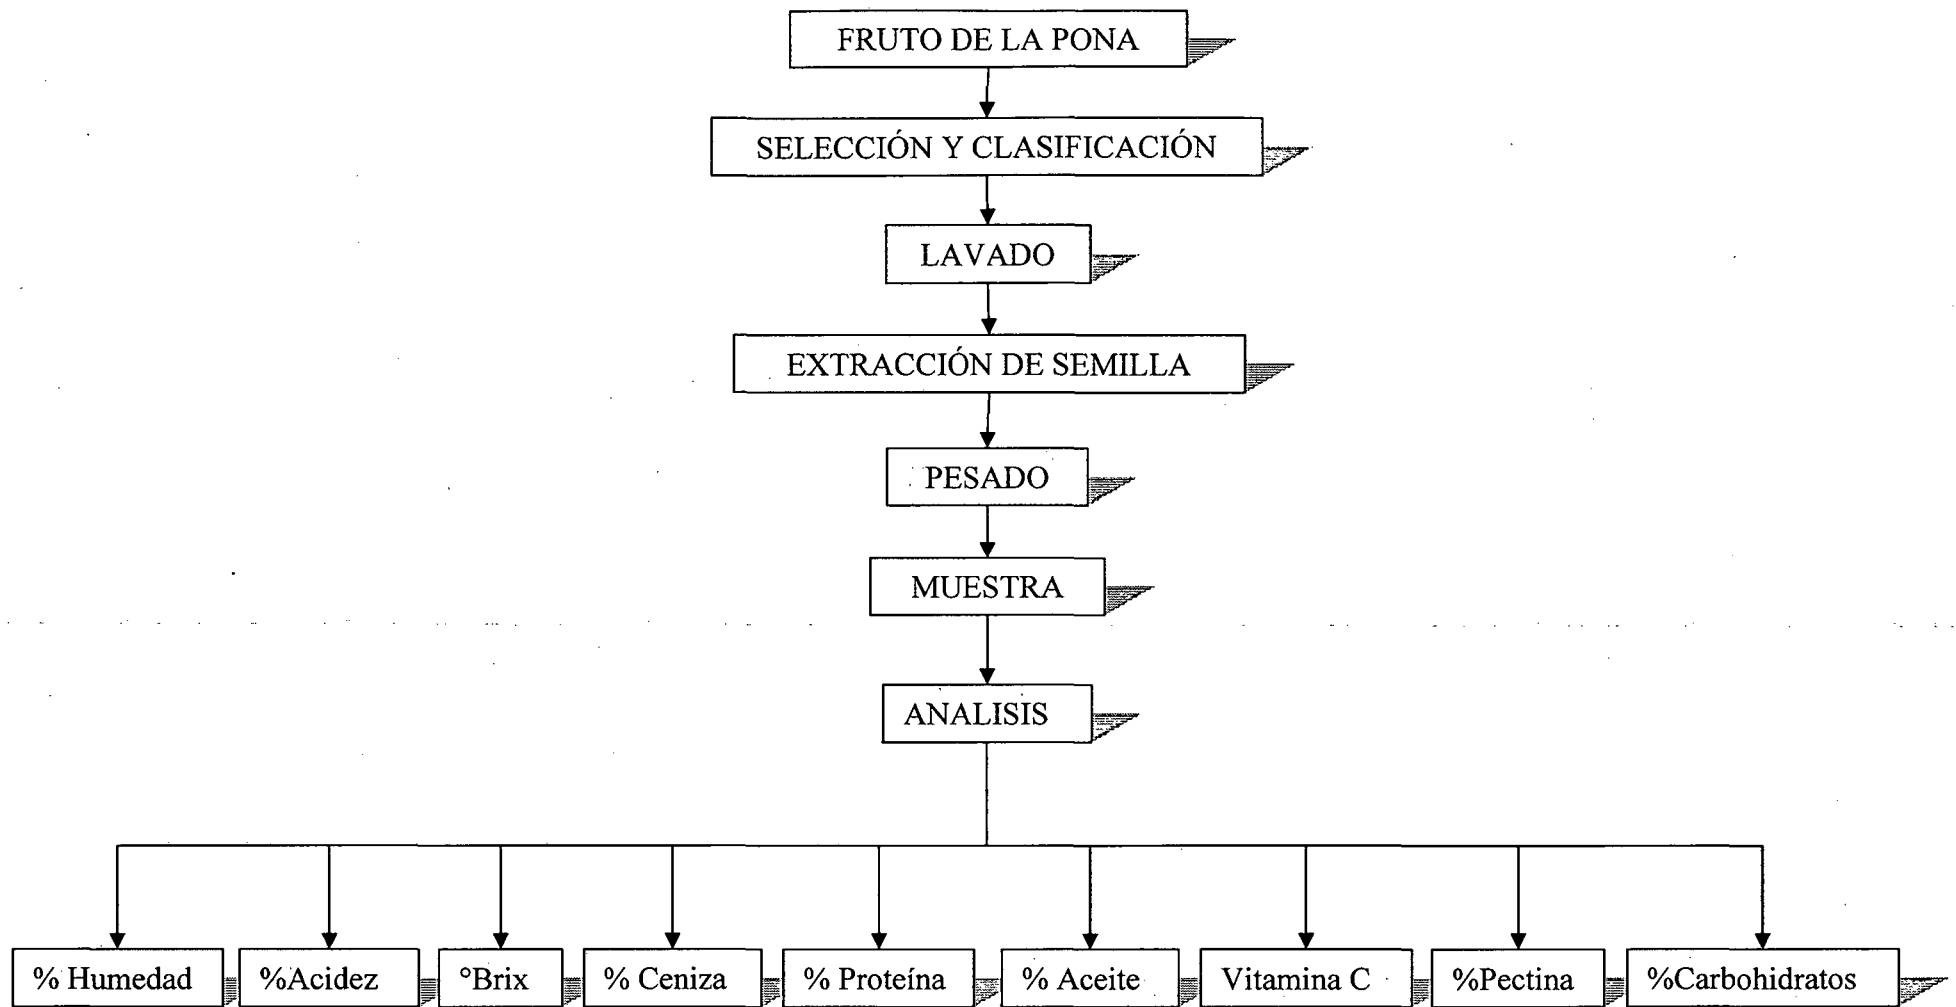 FRUTO DE LA PONA
SELECCIÓN Y CLASIFICACIÓN
LAVADO
EXTRACCIÓN DE SEMILLA
PESADO
MUESTRA
ANALISIS
% Humedad
%Acidez
°Brix
% Ceniza
% Proteína
% Aceite
Vitamina C
%Pectina
%Carbohidratos